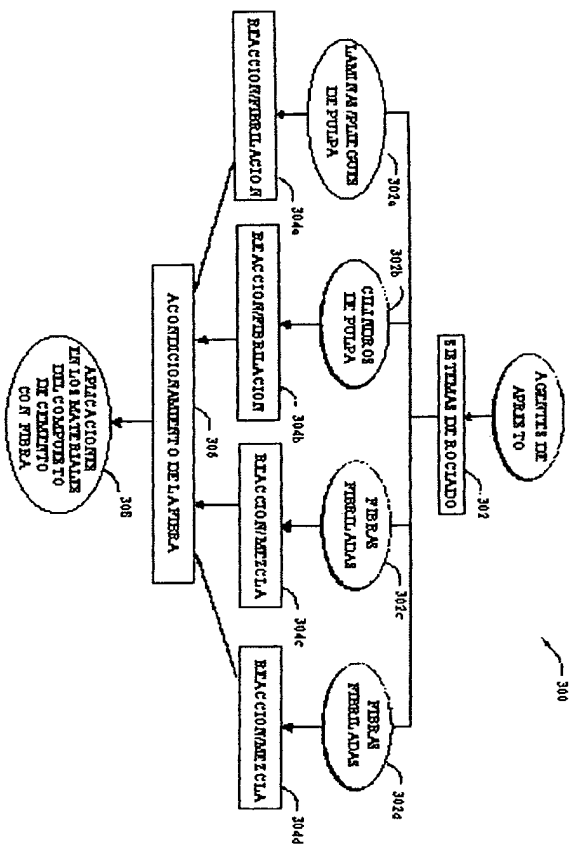 300
AGENTES DE
APRESTO
SISTEMAS DE ROCIADO
302
LAMINAS/PLIEGUES
DE PULPA
302a
CILINDROS
DE PULPA
302b
FIBRAS
FIBRILADAS
302c
FIBRAS
FIBRILADAS
302d
REACCION/FIBRILACION
304a
REACCION/FIBRILACION
304b
REACCION/MEZCLA
304c
REACCION/MEZCLA
304d
ACONDICIONAMIENTO DE LA FIBRA
306
APLICACIONES
EN LOS MATERIALES
DEL COMPUESTO
DE CEMENTO
CON FIBRA
308